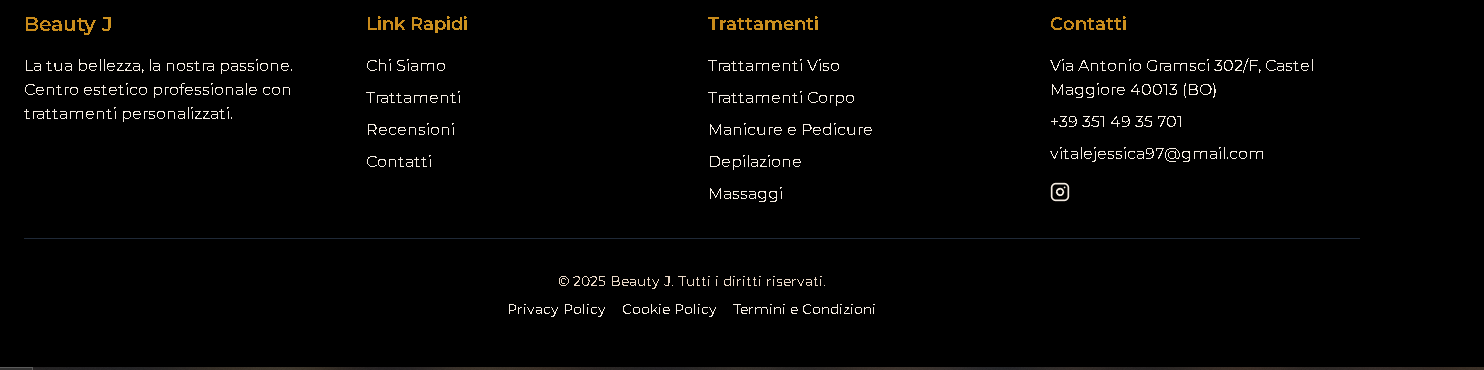 Beauty J
La tua bellezza, la nostra passione.
Centro estetico professionale con
trattamenti personalizzati.
Link Rapidi
Chi Siamo
Trattamenti
Recensioni
Contatti
Trattamenti
Trattamenti Viso
Trattamenti Corpo
Manicure e Pedicure
Depilazione
Massaggi
Contatti
Via Antonio Gramsci 302/F, Castel
Maggiore 40013 (BO)
+39 351 49 35 701
vitalejessica97@gmail.com
© 2025 Beauty J. Tutti i diritti riservati.
Privacy Policy Cookie Policy Termini e Condizioni